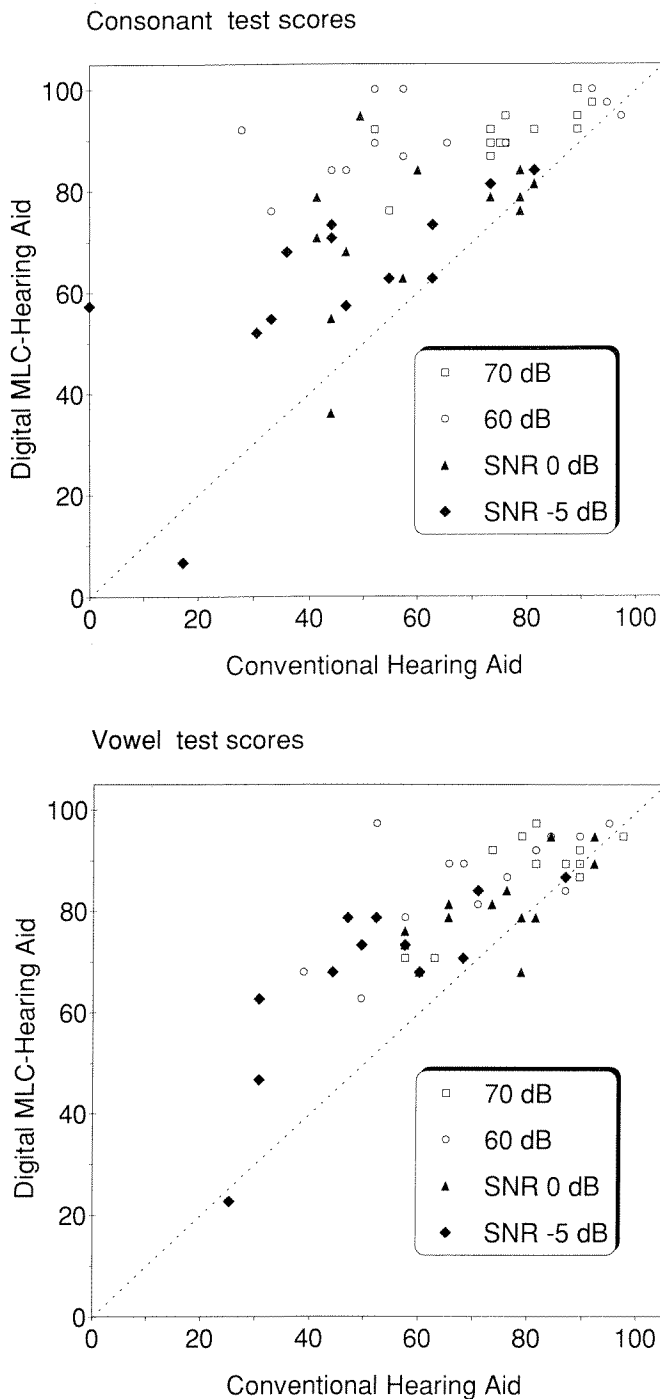 Consonant test scores
Digital MLC-Hearing Aid
100
80
60
40
20
0
70 dB
60 dB
SNR 0 dB
SNR -5 dB
0 20 40 60 80 100
Conventional Hearing Aid
Vowel test scores
Digital MLC-Hearing Aid
100
80
60
40
20
0
70 dB
60 dB
SNR 0 dB
SNR -5 dB
0 20 40 60 80 100
Conventional Hearing Aid